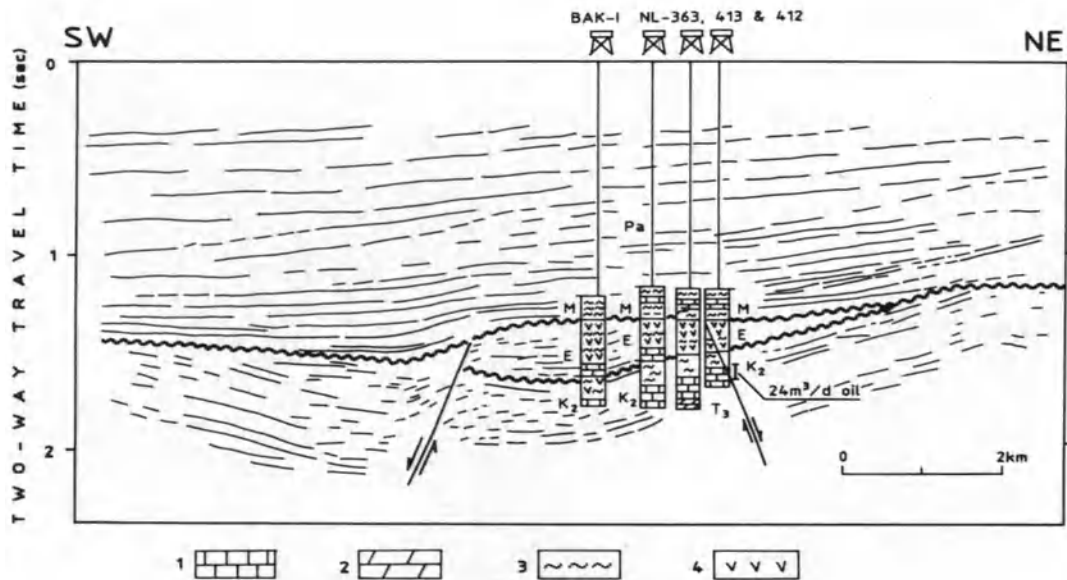 BAK-I NL-363, 413 & 412
SW NE
TWO-WAY TRAVEL TIME (sec)
0
1
2
Pa
M M M
E E E
K2 K2 K2
24m³/d oil
T3
0 2km
1 2 3 4